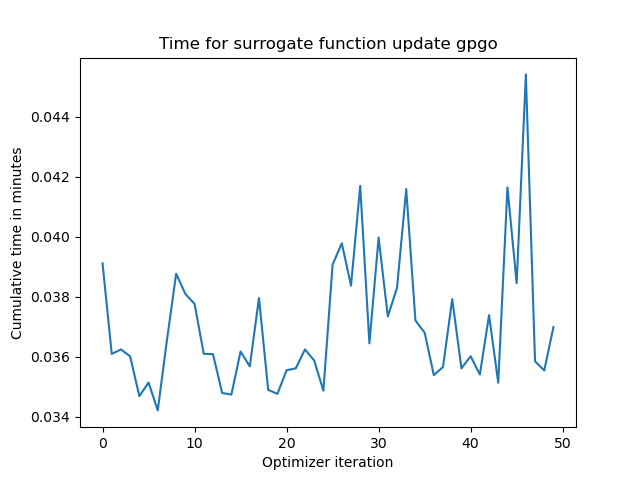 Time for surrogate function update gpgo
Cumulative time in minutes
0.044
0.042
0.040
0.038
0.036
0.034
0 10 20 30 40 50
Optimizer iteration